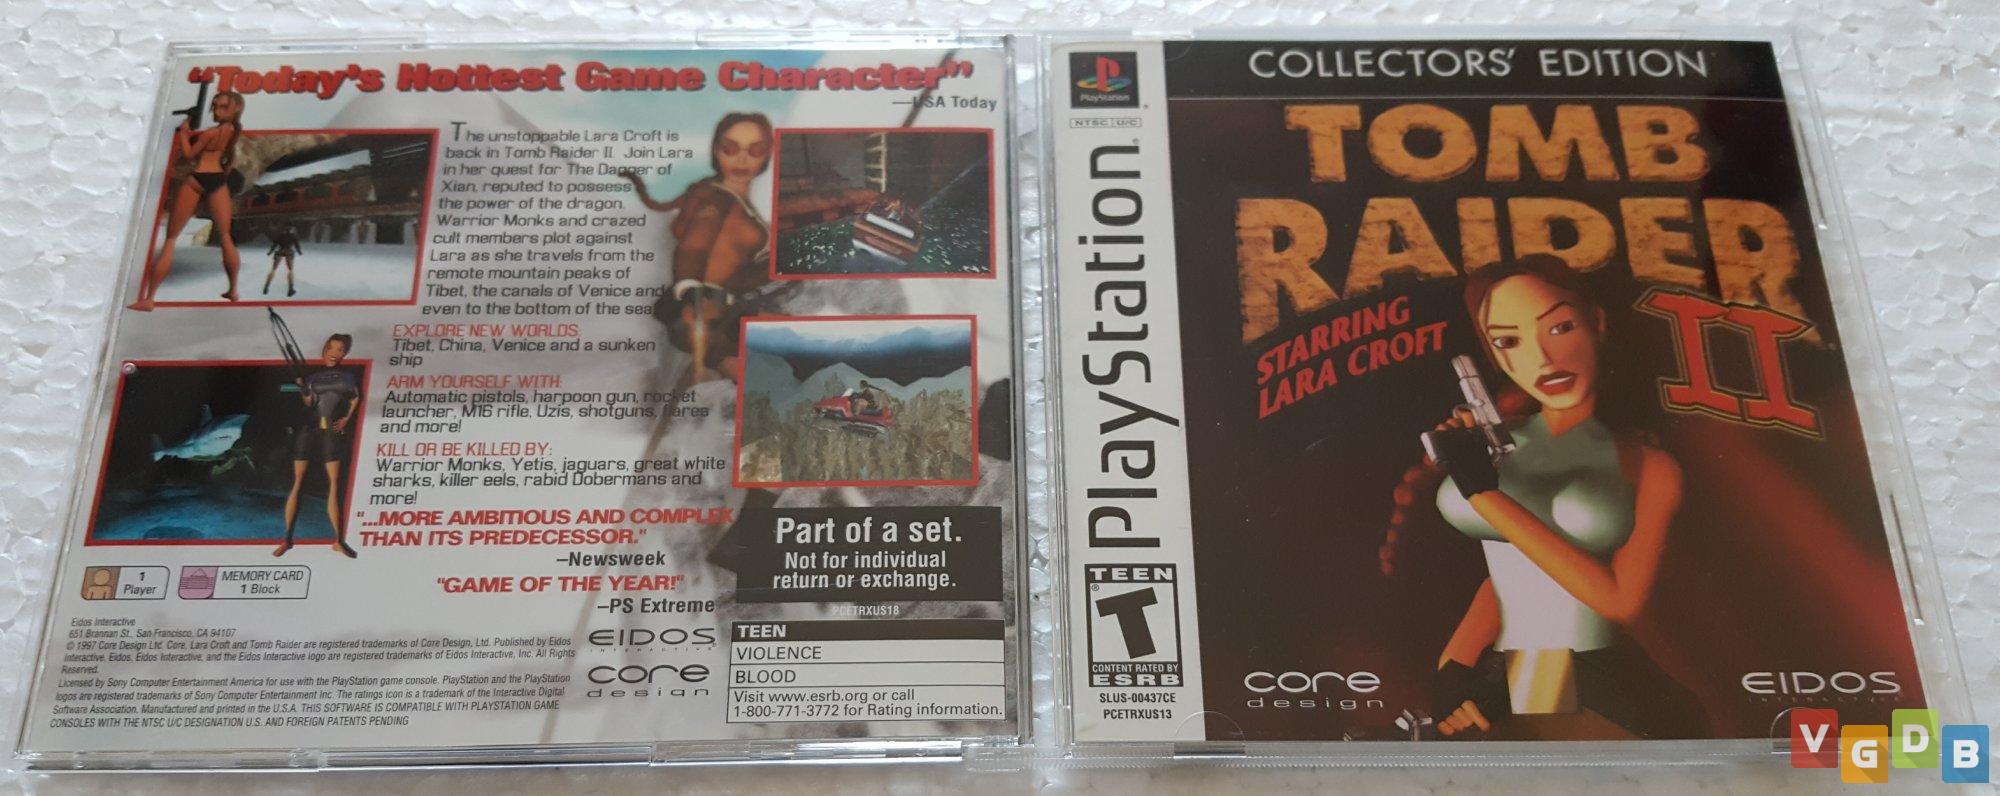 "Today's Hottest Game Character"
—USA Today
The unstoppable Lara Croft is
back in Tomb Raider II. Join Lara
in her quest for The Dagger of
Xian, reputed to possess
the power of the dragon.
Warrior Monks and crazed
cult members plot against
Lara as she travels from the
remote mountain peaks of
Tibet, the canals of Venice and
even to the bottom of the sea.
EXPLORE NEW WORLDS:
Tibet, China, Venice and a sunken
ship
ARM YOURSELF WITH:
Automatic pistols, harpoon gun, rocket
launcher, M16 rifle, Uzis, shotguns, flares
and more!
KILL OR BE KILLED BY:
Warrior Monks, Yetis, jaguars, great white
sharks, killer eels, rabid Dobermans and
more!
"...MORE AMBITIOUS AND COMPLEX
THAN ITS PREDECESSOR."
–Newsweek
"GAME OF THE YEAR!"
–PS Extreme
1
Player
MEMORY CARD
1 Block
Part of a set.
Not for individual
return or exchange.
PCETRXUS18
Eidos Interactive
651 Brannan St., San Francisco, CA 94107
© 1997 Core Design Ltd. Core, Lara Croft and Tomb Raider are registered trademarks of Core Design, Ltd. Published by Eidos
Interactive. Eidos, Eidos Interactive, and the Eidos Interactive logo are registered trademarks of Eidos Interactive, Inc. All Rights
Reserved.
Licensed by Sony Computer Entertainment America for use with the PlayStation game console. PlayStation and the PlayStation
logos are registered trademarks of Sony Computer Entertainment Inc. The ratings icon is a trademark of the Interactive Digital
Software Association. Manufactured and printed in the U.S.A. THIS SOFTWARE IS COMPATIBLE WITH PLAYSTATION GAME
CONSOLES WITH THE NTSC U/C DESIGNATION U.S. AND FOREIGN PATENTS PENDING
EIDOS
INTERACTIVE
core
design
TEEN
VIOLENCE
BLOOD
Visit www.esrb.org or call
1-800-771-3772 for Rating information.
PlayStation
NTSC U/C
PlayStation
TEEN
T
CONTENT RATED BY
ESRB
SLUS-00437CE
PCETRXUS13
COLLECTORS' EDITION
TOMB
RAIDER
II
STARRING
LARA CROFT
core
design
EIDOS
INTERACTIVE
VGDB